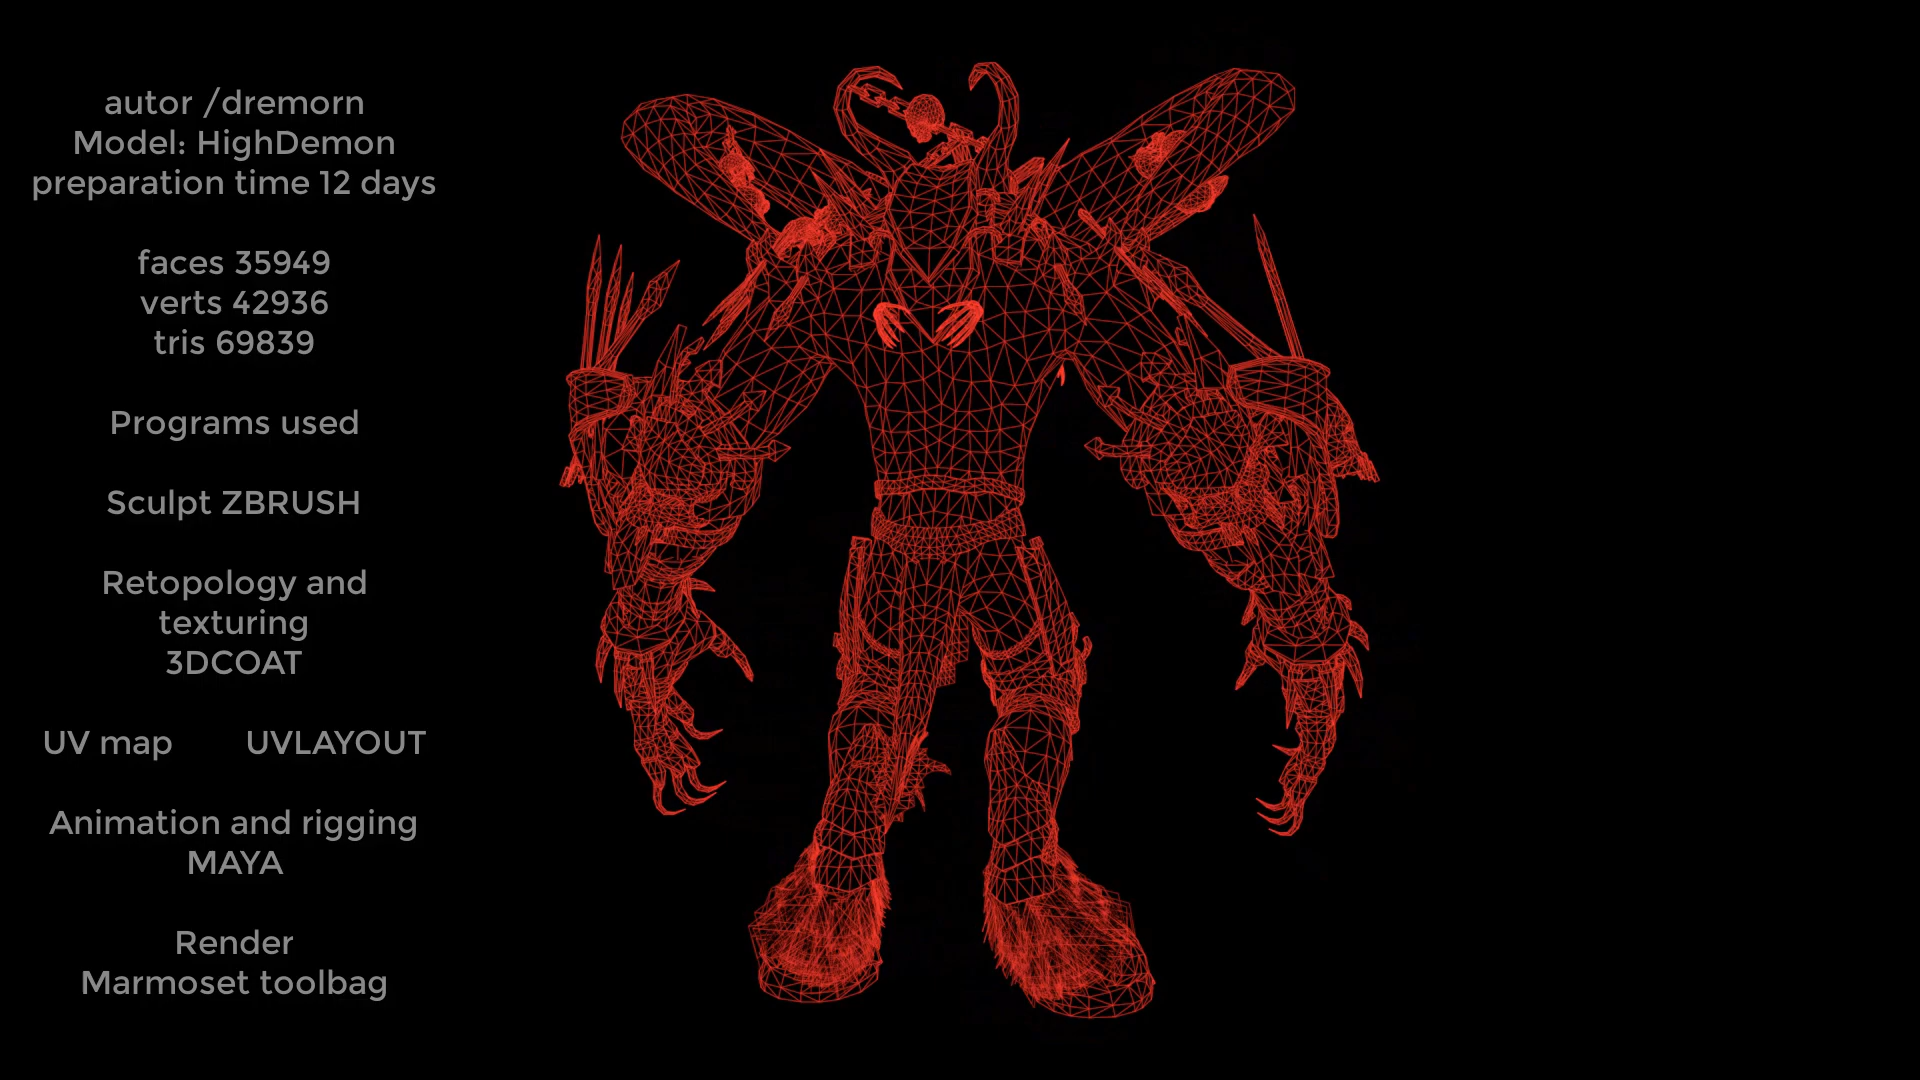 autor /dremorn
Model: HighDemon
preparation time 12 days
faces 35949
verts 42936
tris 69839
Programs used
Sculpt ZBRUSH
Retopology and
texturing
3DCOAT
UV map UVLAYOUT
Animation and rigging
MAYA
Render
Marmoset toolbag